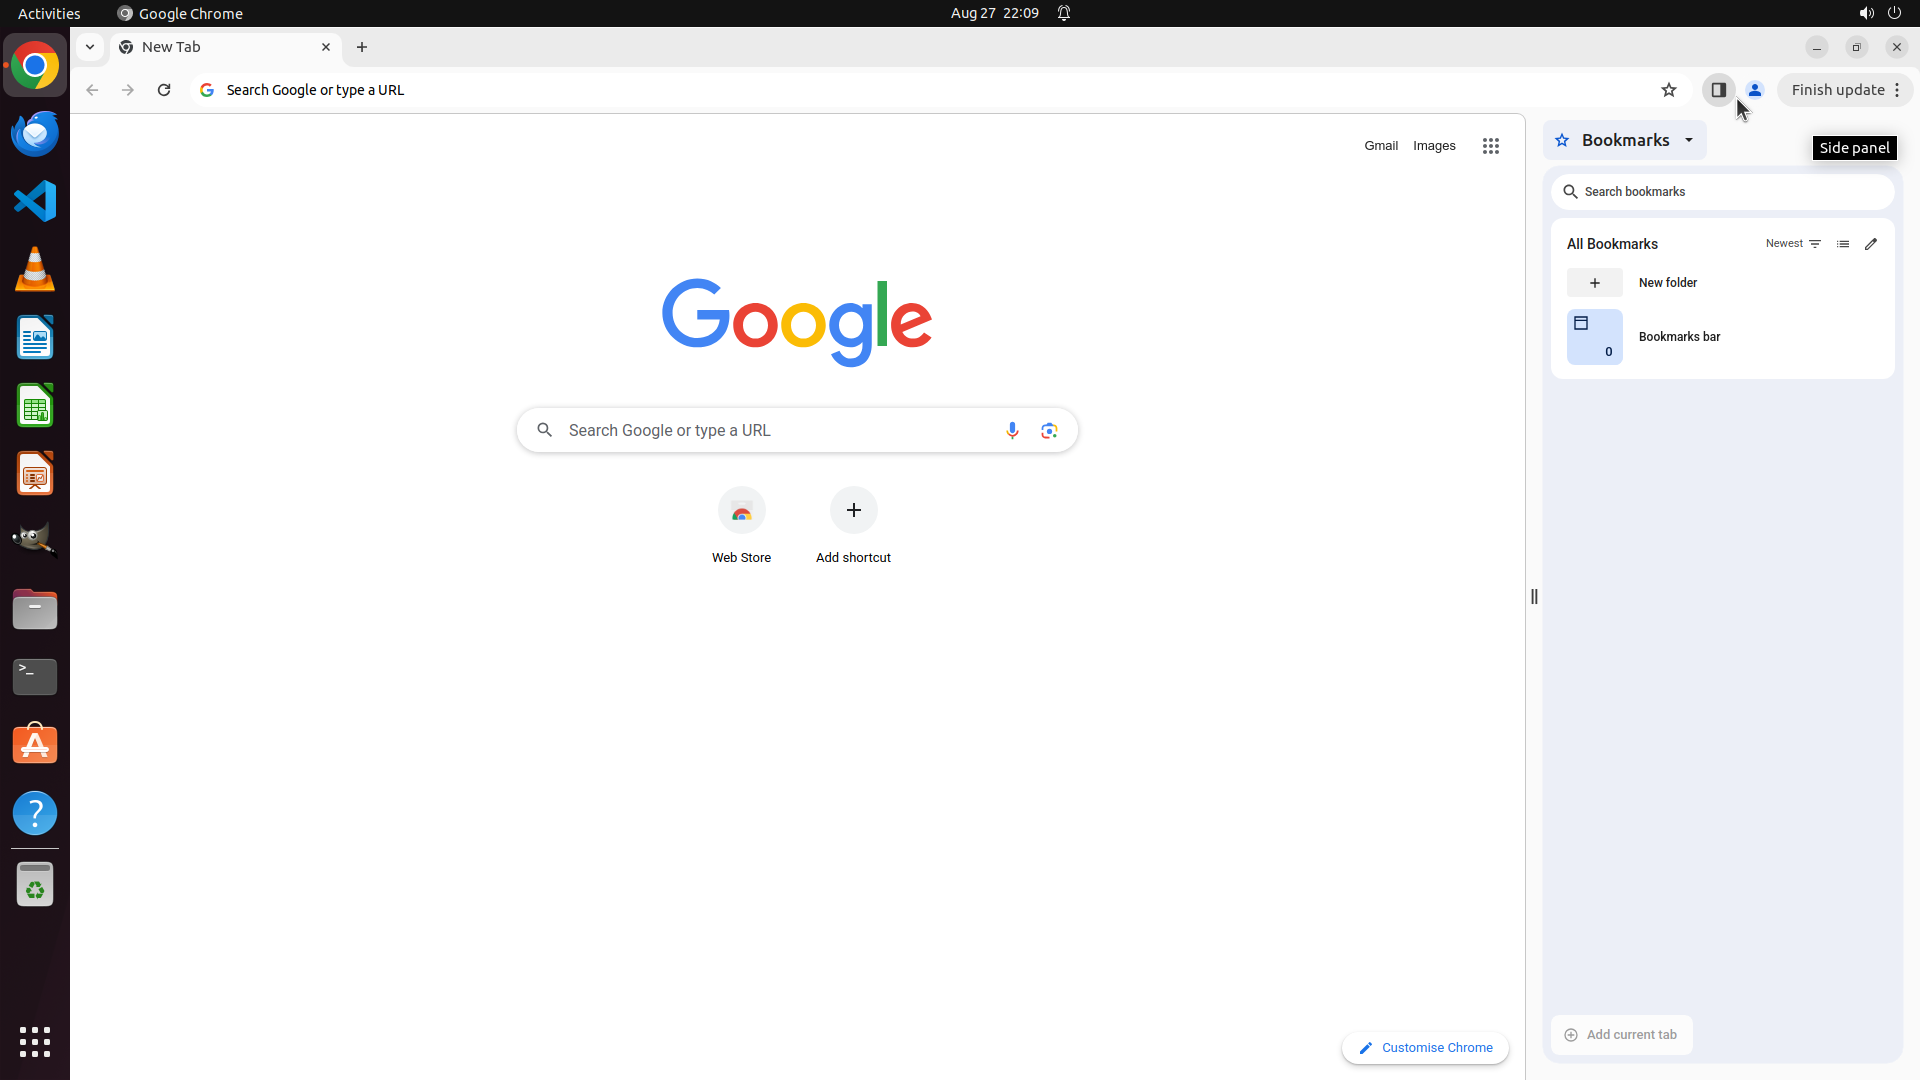 Activities
Google Chrome
Aug 27 22:09
New Tab
Search Google or type a URL
Finish update
Gmail
Images
Bookmarks
Side panel
Search bookmarks
All Bookmarks
Newest
New folder
0
Bookmarks bar
Google
Search Google or type a URL
Web Store
Add shortcut
Add current tab
Customise Chrome